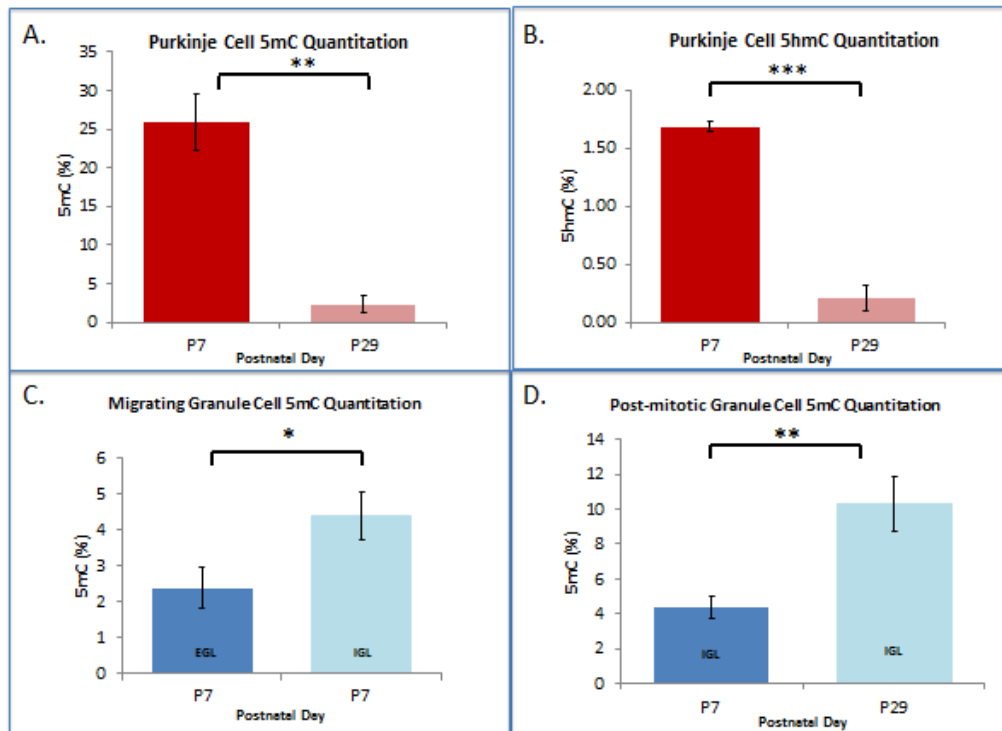 A.
Purkinje Cell 5mC Quantitation
**
35
30
25
20
15
10
5
0
5mC (%)
P7 P29
Postnatal Day
B.
Purkinje Cell 5hmC Quantitation
***
2.00
1.50
1.00
0.50
0.00
5hmC (%)
P7 P29
Postnatal Day
C.
Migrating Granule Cell 5mC Quantitation
*
6
5
4
3
2
1
0
5mC (%)
EGL IGL
P7 P7
Postnatal Day
D.
Post-mitotic Granule Cell 5mC Quantitation
**
14
12
10
8
6
4
2
0
5mC (%)
IGL IGL
P7 P29
Postnatal Day